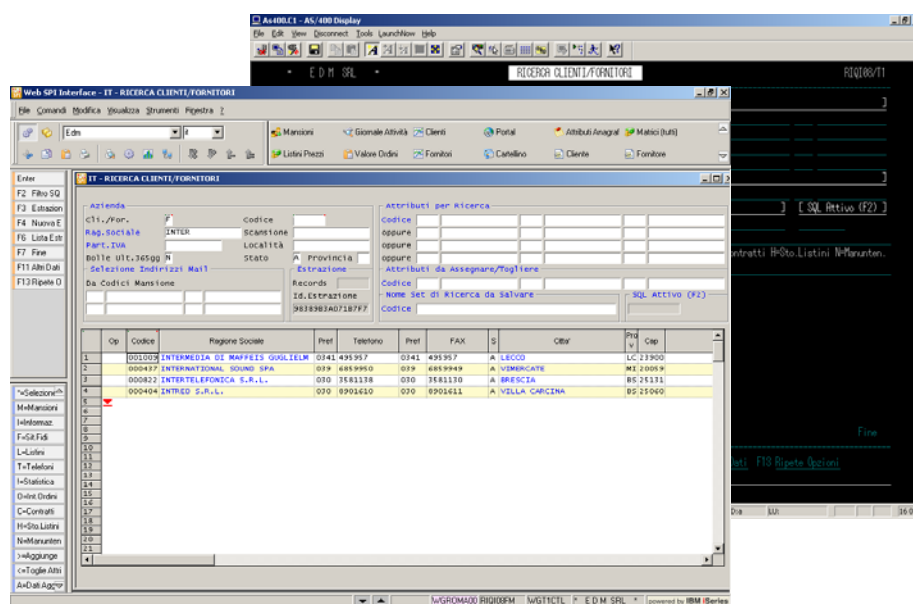 As400.C1 - AS/400 Display
File Edit View Disconnect Tools LaunchNow Help
* E D M SRL *
RICERCA CLIENTI/FORNITORI
RIQI08/T1
]
]
] [ SQL Attivo (F2) ]
ontratti H=Sto.Listini N=Manunten.
Fine
Dati F13 Ripete Opzioni
Web SPI Interface - IT - RICERCA CLIENTI/FORNITORI
File Comandi Modifica Visualizza Strumenti Finestra ?
Edm it
Mansioni Giornale Attività Clienti Portal Attributi Anagraf Matrici (tutti)
Listini Prezzi Valore Ordini Fornitori Cartellino Cliente Fornitore
Enter
F2 Filtro SQ
F3 Estrazion
F4 Nuova E
F6 Lista Estr
F7 Fine
F11 Altri Dati
F13 Ripete O
IT - RICERCA CLIENTI/FORNITORI
Azienda
Cli./For. F Codice
Rag.Sociale INTER Scansione
Part.IVA Località
Bolle Ult.365gg N Stato A Provincia
Selezione Indirizzi Mail
Da Codici Mansione
Estrazione
Records
Id.Estrazione
9838983A071B7F7
Attributi per Ricerca
Codice
oppure
oppure
oppure
Attributi da Assegnare/Togliere
Codice
Nome Set di Ricerca da Salvare
Codice
SQL Attivo (F2)
Op Codice Ragione Sociale Pref Telefono Pref FAX S Citta' Prov Cap
1 001009 INTERMEDIA DI MAFFEIS GUGLIELM 0341 495957 0341 495957 A LECCO LC 23900
2 000437 INTERNATIONAL SOUND SPA 039 6859950 039 6859949 A VIMERCATE MI 20059
3 000822 INTERTELEFONICA S.R.L. 030 3581138 030 3581130 A BRESCIA BS 25131
4 000404 INTRED S.R.L. 030 8901610 030 8901611 A VILLA CARCINA BS 25060
5
6
7
8
9
10
11
12
13
14
15
16
17
18
19
20
21
*=Selezione
M=Mansioni
I=Informaz.
F=Sit.Fidi
L=Listini
T=Telefoni
!=Statistica
O=Int.Ordini
C=Contratti
H=Sto.Listini
N=Manunten
>=Aggiunge
<=Toglie Attri
A=Dati Agg
WGROMA00 RIQI08FM WGT1CTL * E D M SRL * powered by IBM iSeries